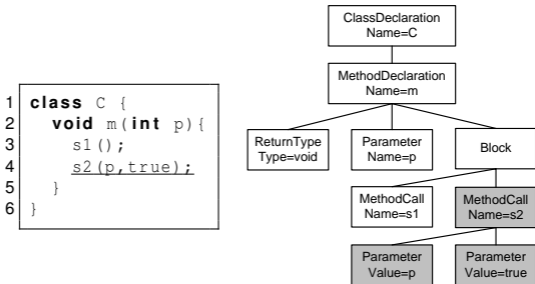 1 class C {
2 void m(int p){
3 s1();
4 s2(p,true);
5 }
6 }
ClassDeclaration
Name=C
MethodDeclaration
Name=m
ReturnType
Type=void
Parameter
Name=p
Block
MethodCall
Name=s1
MethodCall
Name=s2
Parameter
Value=p
Parameter
Value=true